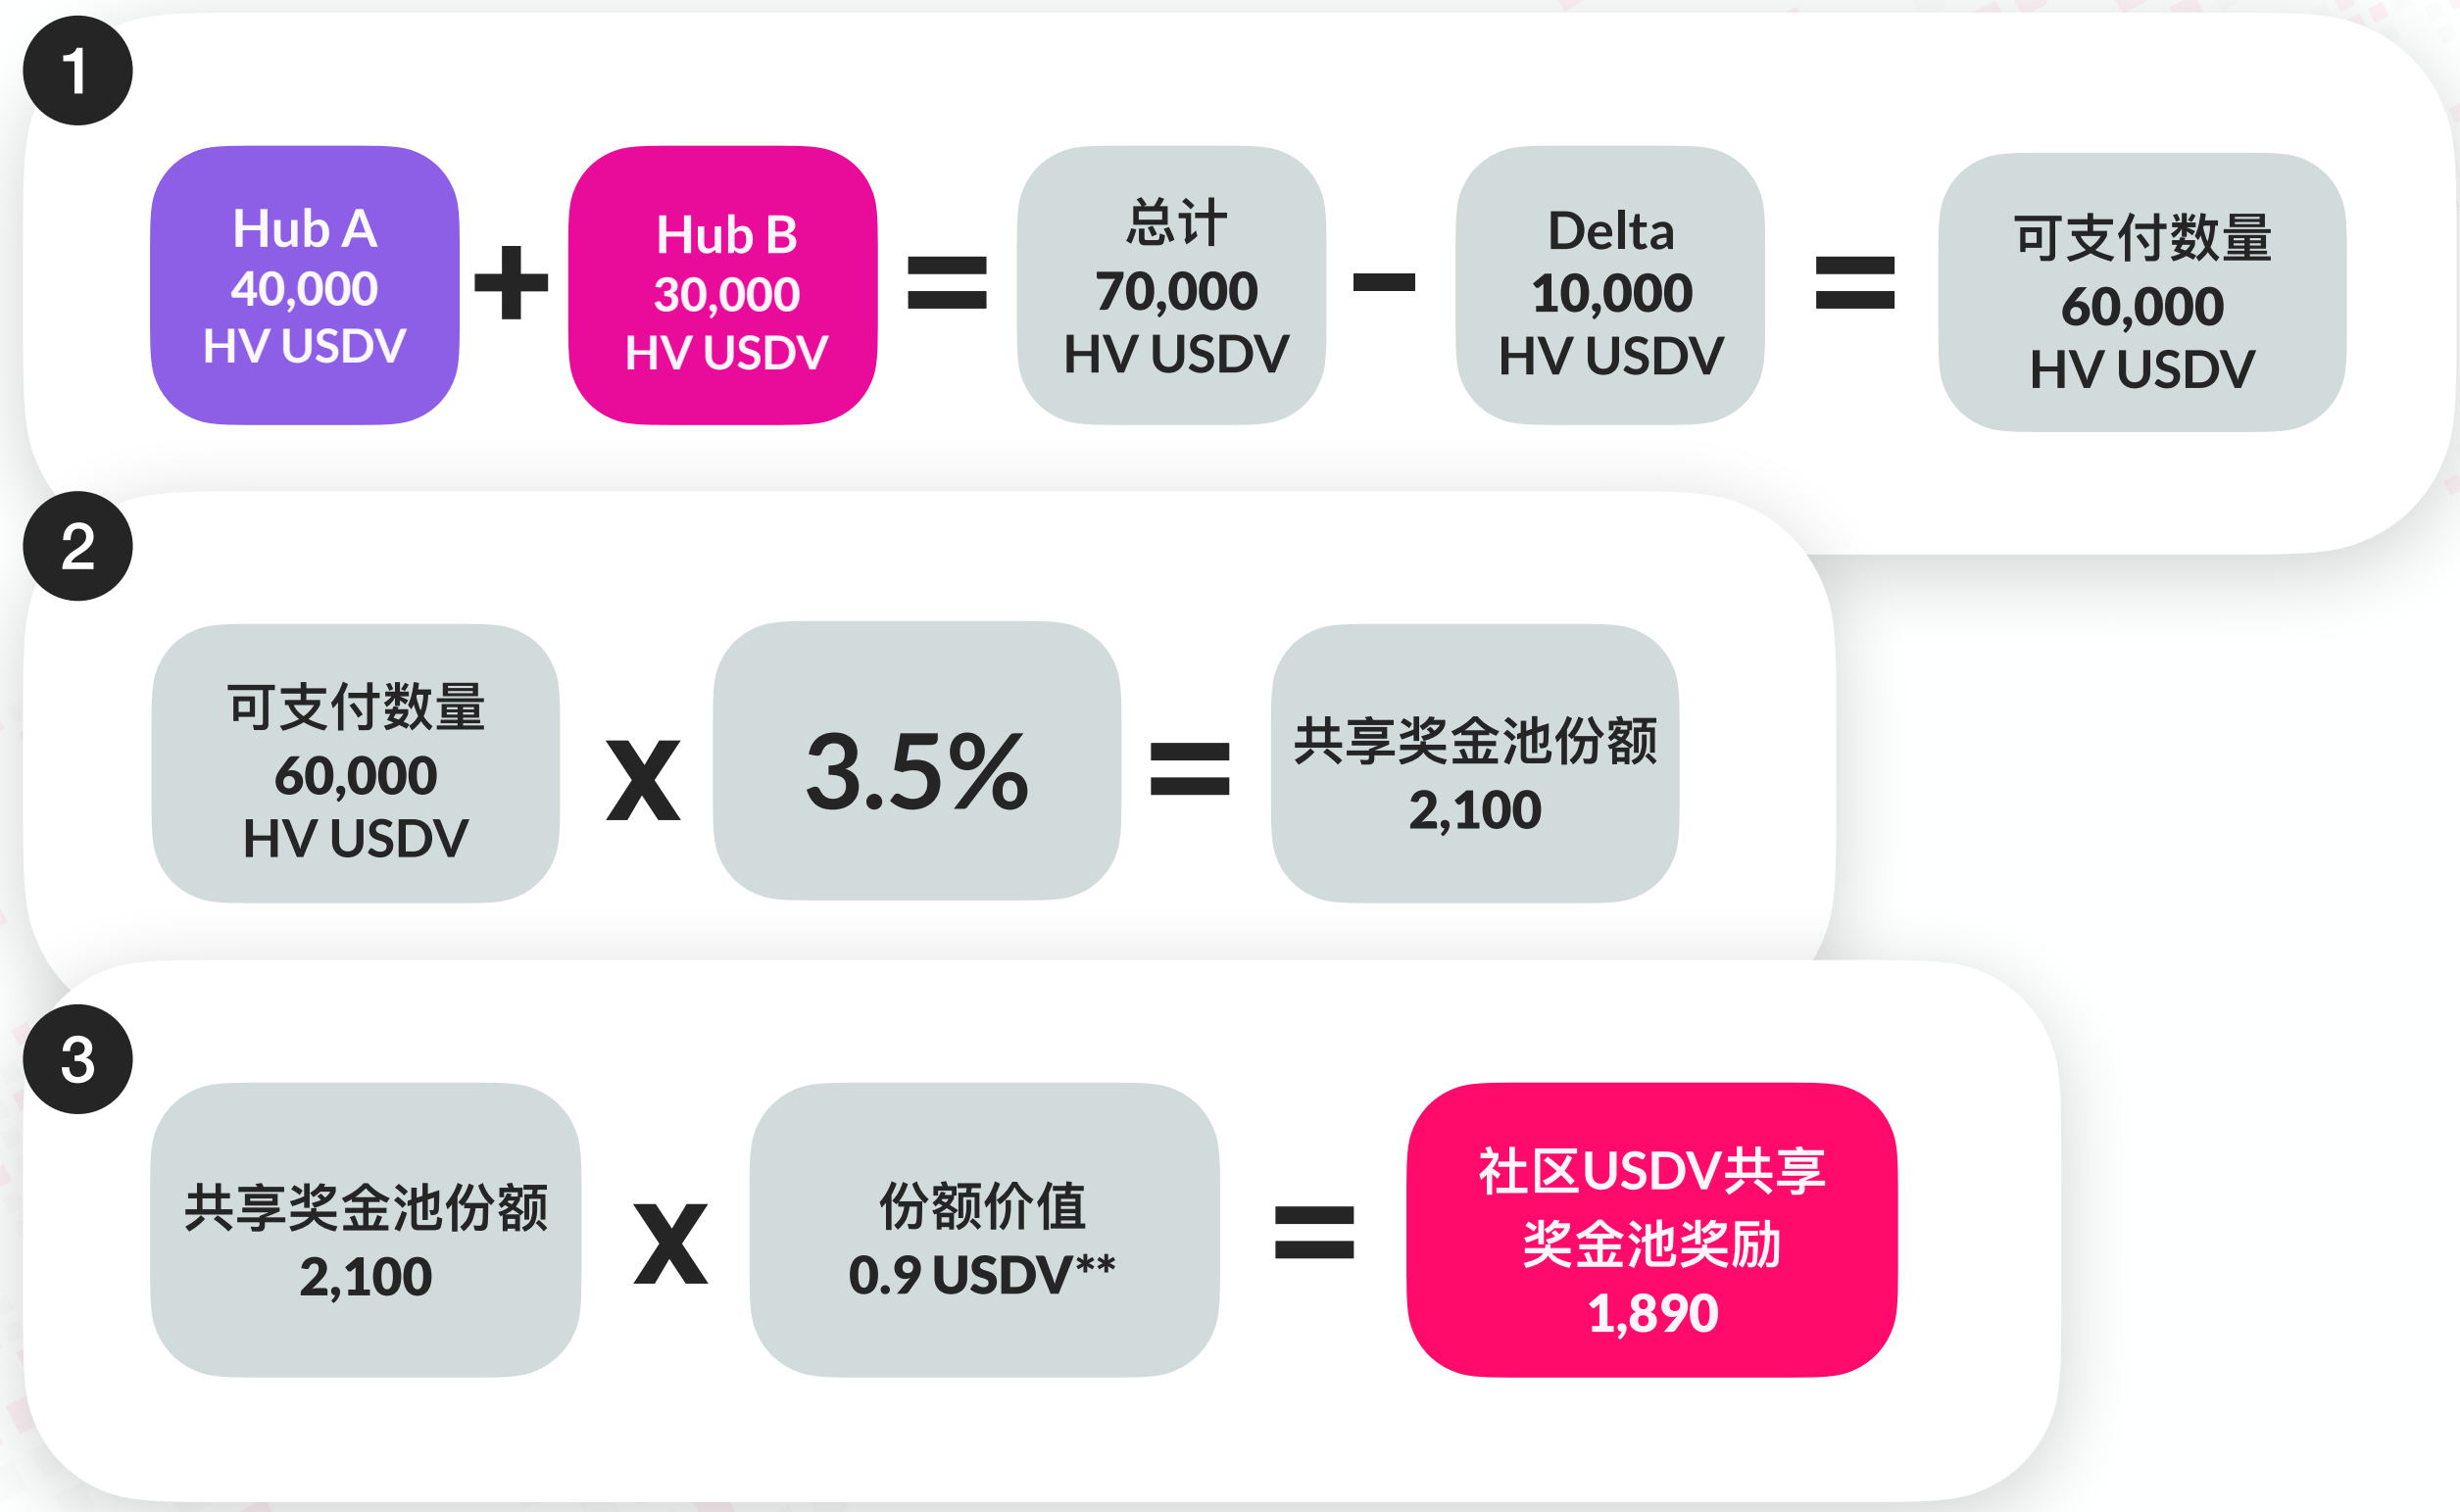 1
Hub A
40,000
HV USDV
+
Hub B
30,000
HV USDV
=
总计
70,000
HV USDV
-
Delta
10,000
HV USDV
=
可支付数量
60,000
HV USDV
2
可支付数量
60,000
HV USDV
x
3.5%
=
共享奖金池份额
2,100
3
共享奖金池份额
2,100
x
份额价值
0.9 USDV**
=
社区USDV共享
奖金池奖励
1,890